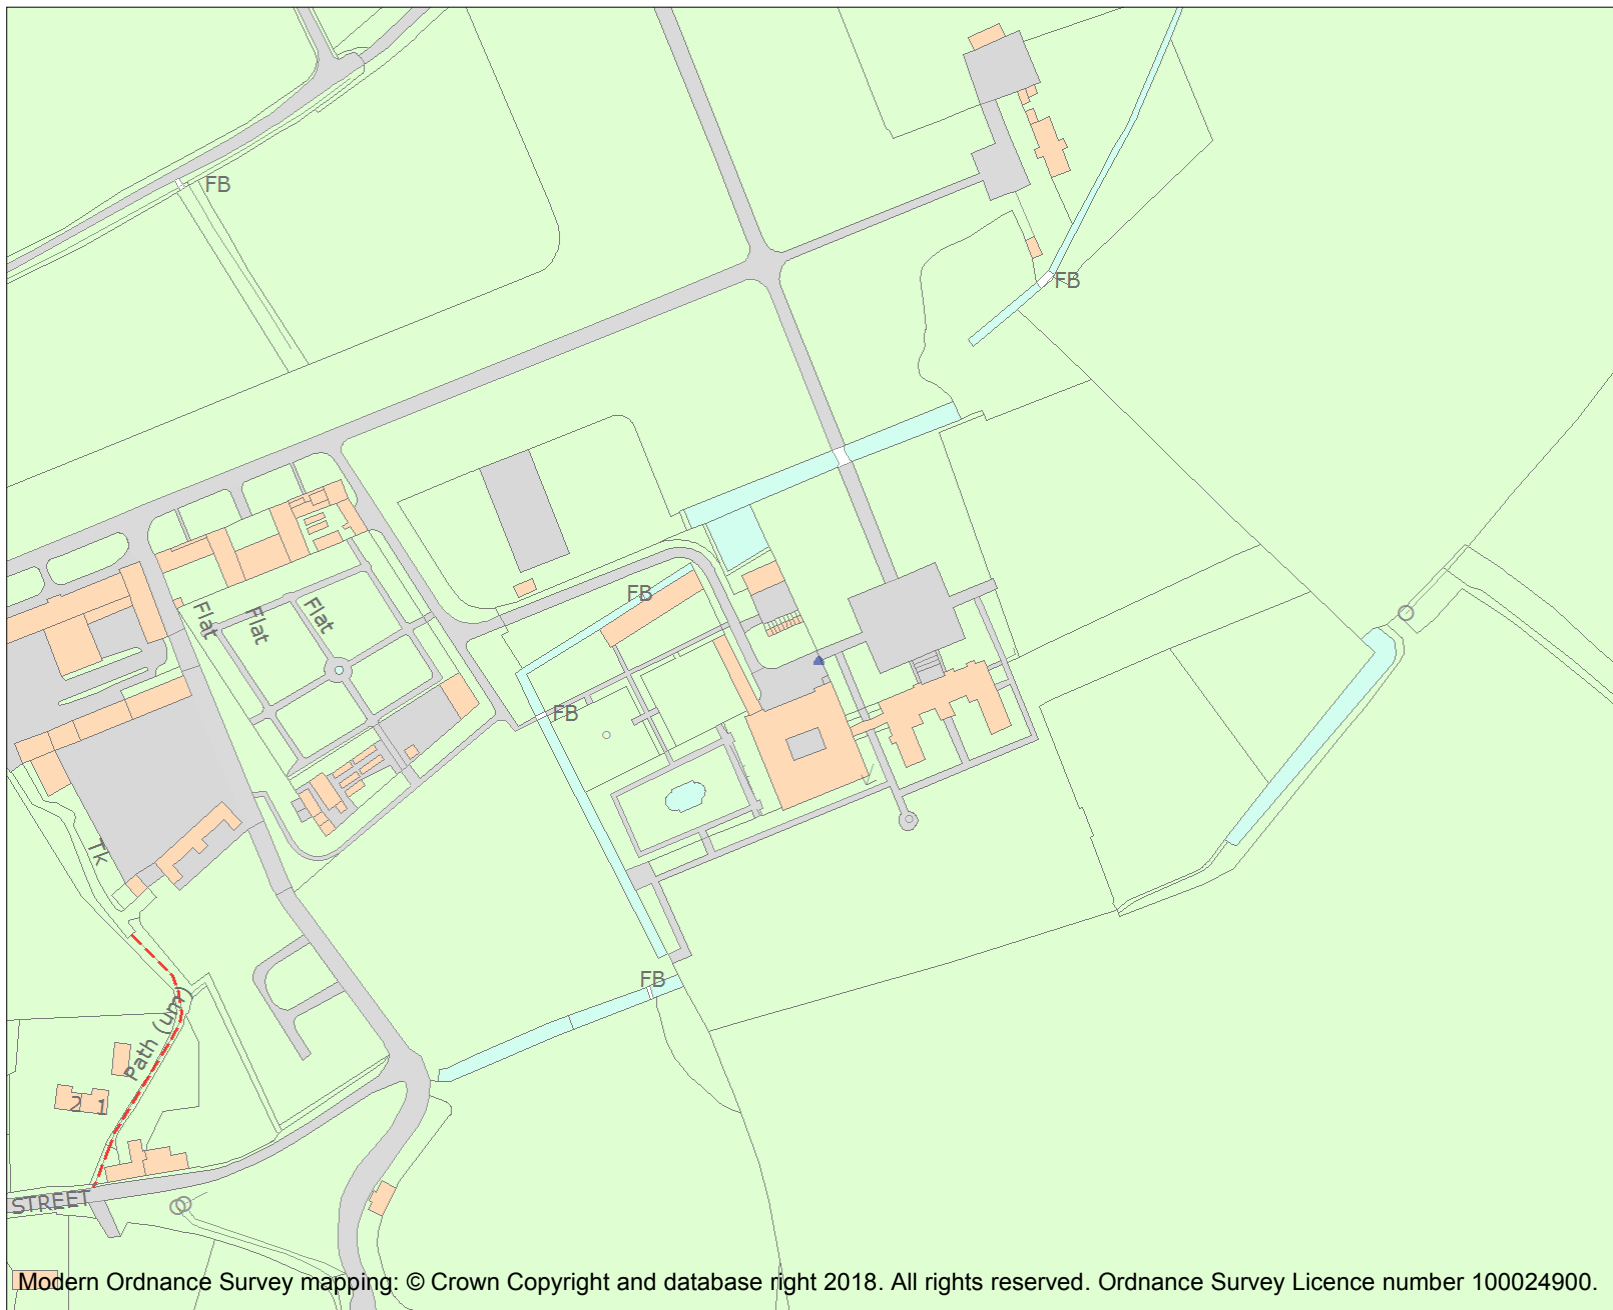 FB
FB
FB
Flat
Flat
Flat
FB
Tk
FB
Path (um)
2 1
STREET
Modern Ordnance Survey mapping: © Crown Copyright and database right 2018. All rights reserved. Ordnance Survey Licence number 100024900.